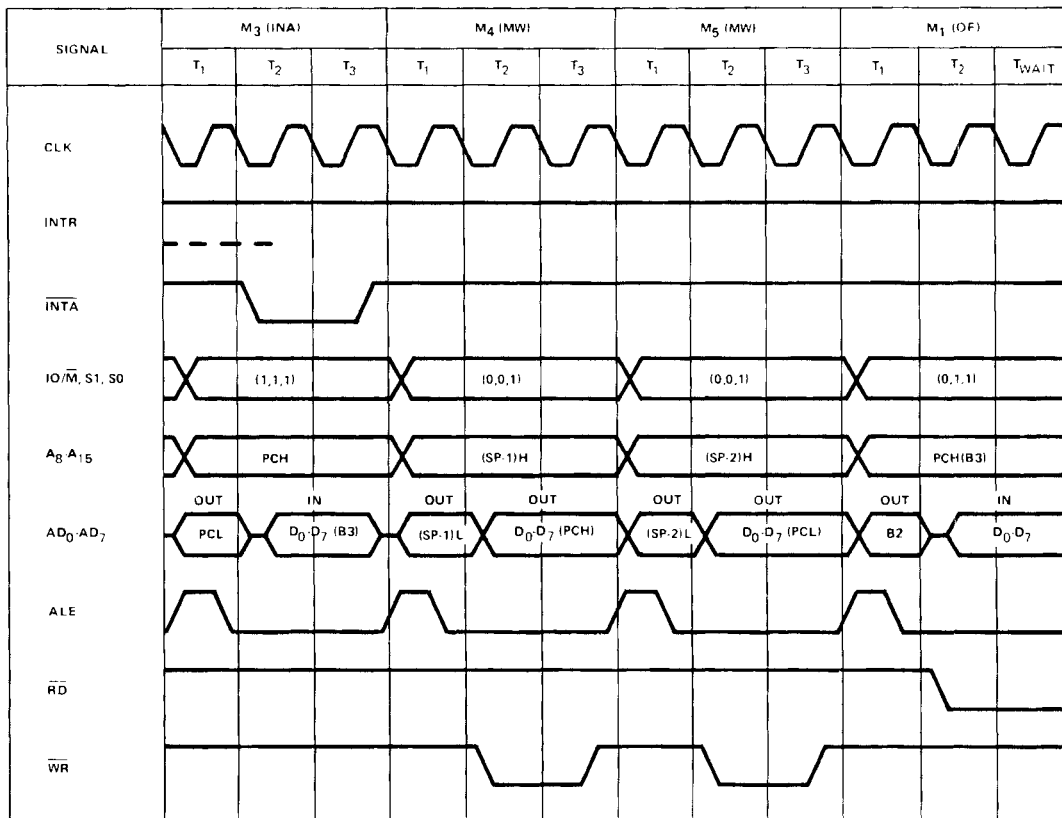 SIGNAL M3 (INA) M4 (MW) M5 (MW) M1 (OF)
T1 T2 T3 T1 T2 T3 T1 T2 T3 T1 T2 TWAIT
CLK
INTR
INTA
IO/M, S1, S0 (1,1,1) (0,0,1) (0,0,1) (0,1,1)
A8-A15 PCH (SP-1)H (SP-2)H PCH(B3)
OUT IN OUT OUT OUT OUT OUT IN
AD0-AD7 PCL D0-D7 (B3) (SP-1)L D0-D7 (PCH) (SP-2)L D0-D7 (PCL) B2 D0-D7
ALE
RD
WR